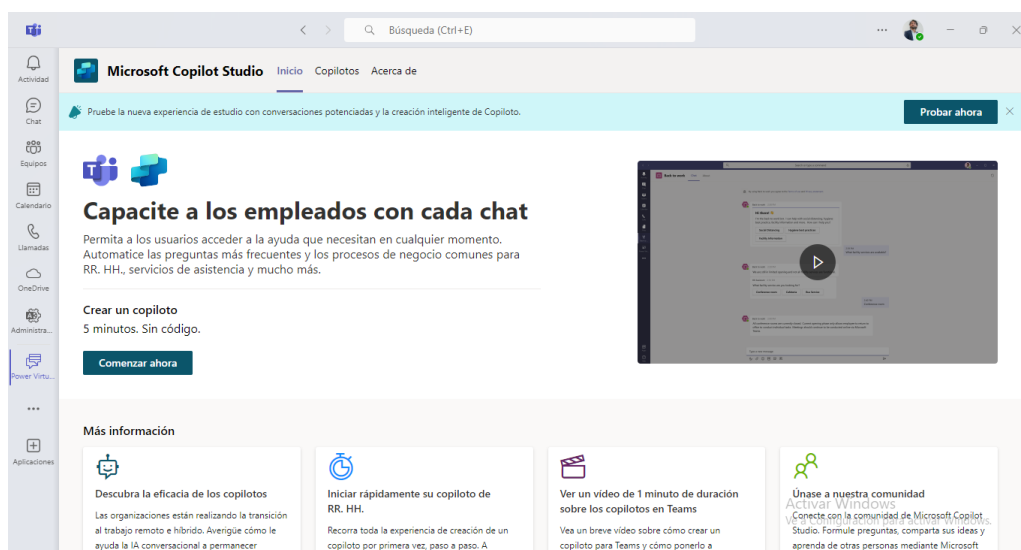 Búsqueda (Ctrl+E)
Actividad
Chat
Equipos
Calendario
Llamadas
OneDrive
Administra...
Power Virtu...
Aplicaciones
Microsoft Copilot Studio Inicio Copilotos Acerca de
Pruebe la nueva experiencia de estudio con conversaciones potenciadas y la creación inteligente de Copiloto.
Probar ahora
Capacite a los empleados con cada chat
Permita a los usuarios acceder a la ayuda que necesitan en cualquier momento.
Automatice las preguntas más frecuentes y los procesos de negocio comunes para
RR. HH., servicios de asistencia y mucho más.
Crear un copiloto
5 minutos. Sin código.
Comenzar ahora
Back to work
Más información
Descubra la eficacia de los copilotos
Las organizaciones están realizando la transición
al trabajo remoto e híbrido. Averigüe cómo le
ayuda la IA conversacional a permanecer
Iniciar rápidamente su copiloto de
RR. HH.
Recorra toda la experiencia de creación de un
copiloto por primera vez, paso a paso. A
Ver un vídeo de 1 minuto de duración
sobre los copilotos en Teams
Vea un breve vídeo sobre cómo crear un
copiloto para Teams y cómo ponerlo a
Únase a nuestra comunidad
Conecte con la comunidad de Microsoft Copilot
Studio. Formule preguntas, comparta sus ideas y
aprenda de otras personas mediante Microsoft
Activar Windows
Ve a Configuración para activar Windows.